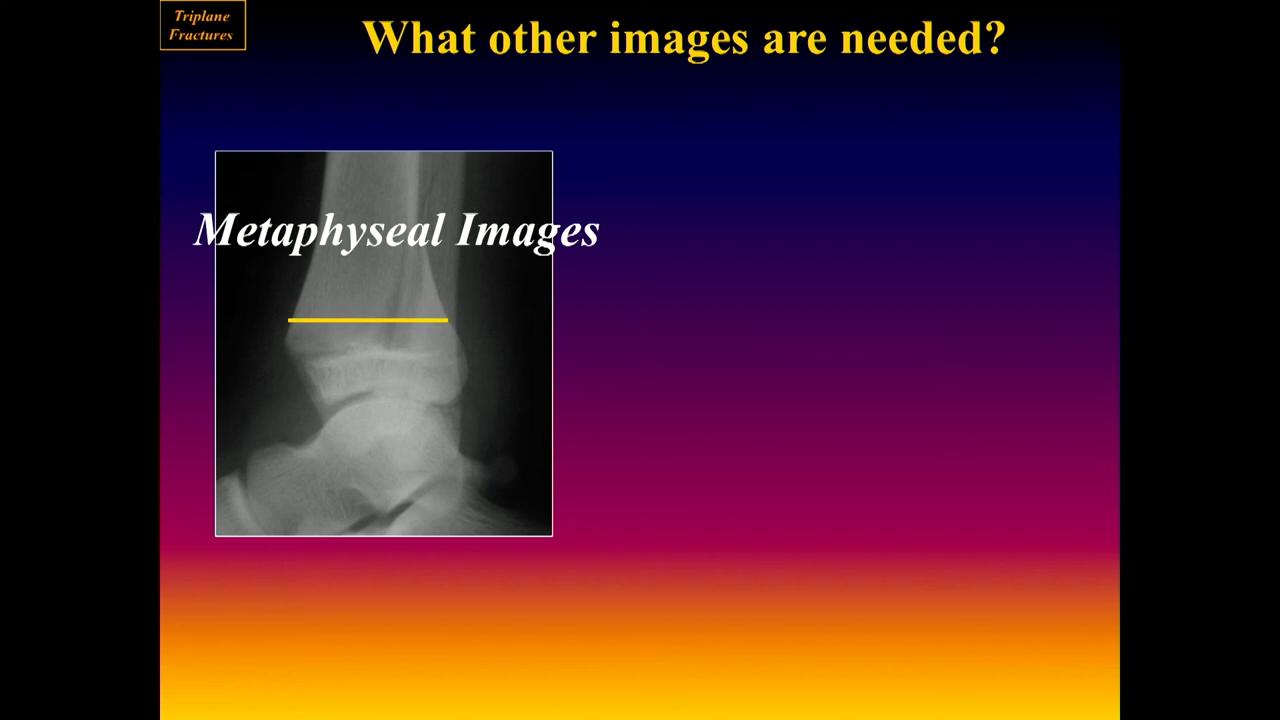 Triplane
Fractures
What other images are needed?
Metaphyseal Images